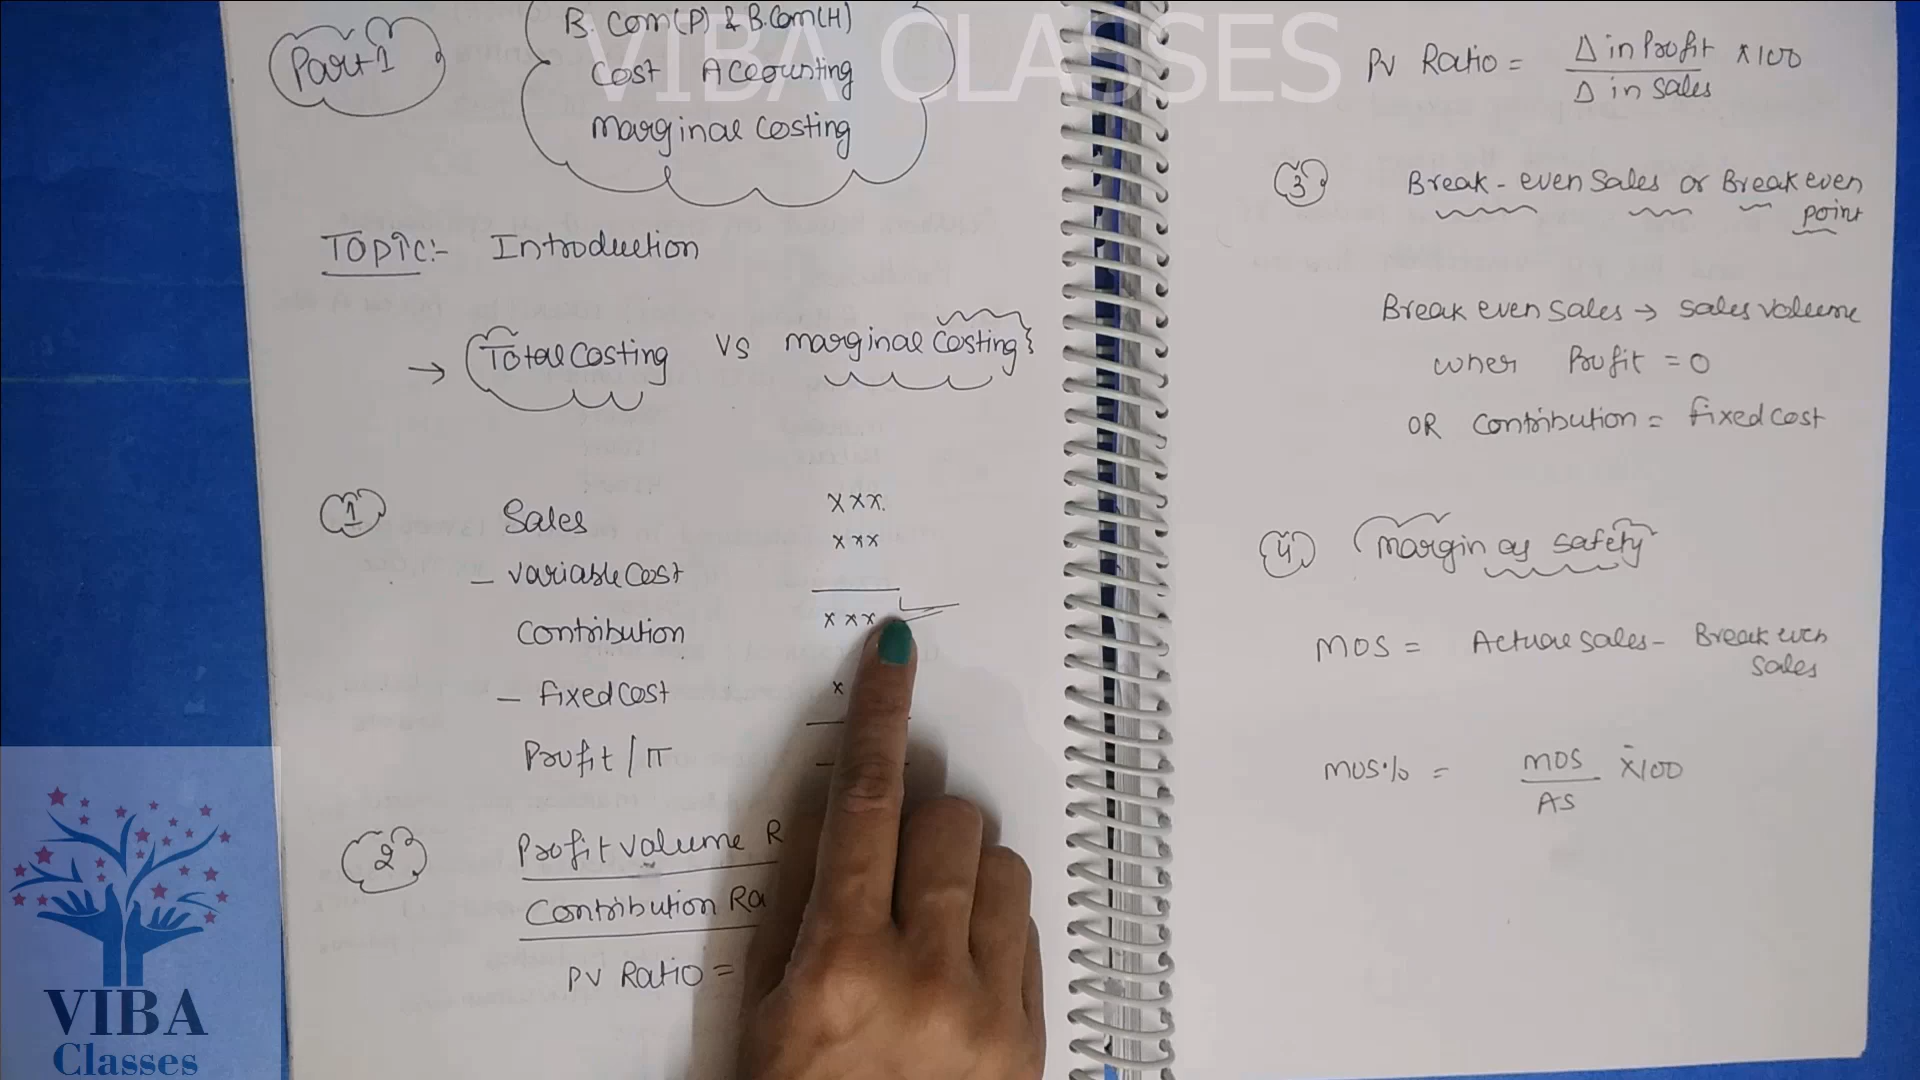 Part 1
B. Com(P) & B.Com(H)
Cost Accounting
Marginal Costing
VIBA CLASSES
TOPIC:- Introduction
→ Total Costing VS marginal Costing}
1 Sales xxx.
xxx
- variable Cost
Contribution xxx
- fixed Cost x
Profit / π
2 Profit volume R
Contribution Ra
PV Ratio =
PV Ratio = Δ in Profit × 100
Δ in Sales
3 Break-even Sales or Break even
point
Break even Sales → Sales volume
when Profit = 0
OR Contribution = fixed cost
4 Margin of Safety
MOS = Actual Sales - Break even
Sales
MOS% = MOS ×100
AS
VIBA
Classes